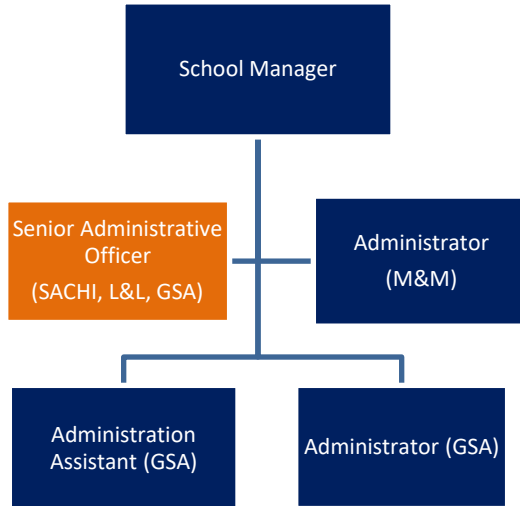 School Manager
Senior Administrative
Officer
(SACHI, L&L, GSA)
Administrator
(M&M)
Administration
Assistant (GSA)
Administrator (GSA)